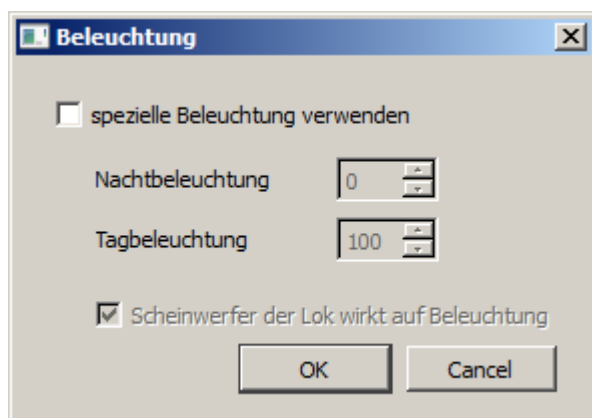 Beleuchtung
spezielle Beleuchtung verwenden
Nachtbeleuchtung 0
Tagbeleuchtung 100
Scheinwerfer der Lok wirkt auf Beleuchtung
OK Cancel